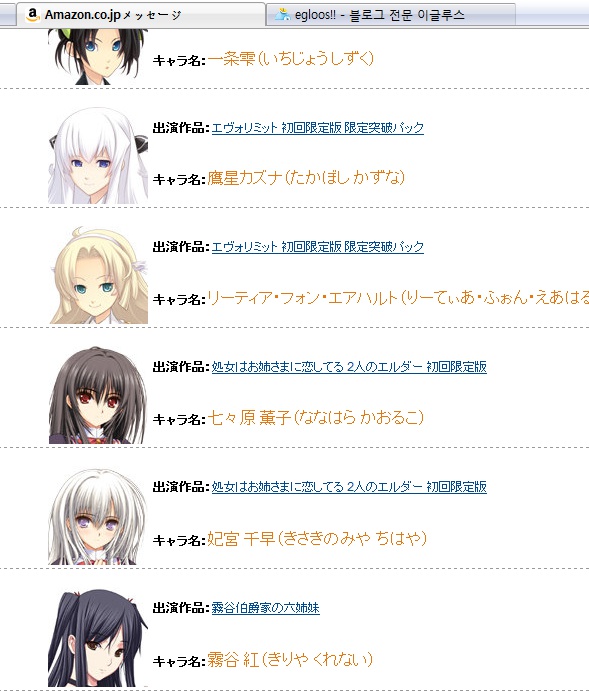 Amazon.co.jpメッセージ
egloos!! - 블로그 전문 이글루스
キャラ名:一条雫(いちじょうしずく)
出演作品:エヴォリミット 初回限定版 限定突破パック
キャラ名:鷹星カズナ(たかぼし かずな)
出演作品:エヴォリミット 初回限定版 限定突破パック
キャラ名:リーティア・フォン・エアハルト(りーてぃあ・ふぉん・えあはる
出演作品:処女はお姉さまに恋してる 2人のエルダー 初回限定版
キャラ名:七々原 薫子(ななはら かおるこ)
出演作品:処女はお姉さまに恋してる 2人のエルダー 初回限定版
キャラ名:妃宮 千早(きさきのみや ちはや)
出演作品:霧谷伯爵家の六姉妹
キャラ名:霧谷 紅(きりや くれない)